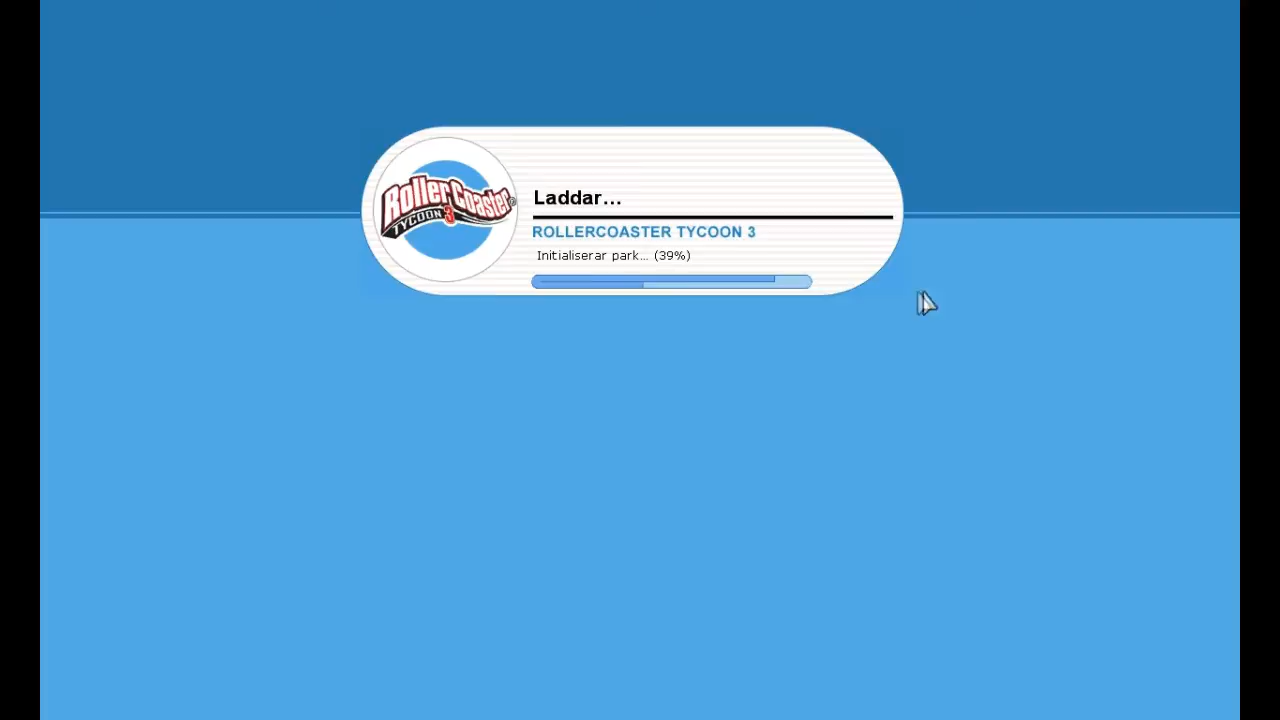 RollerCoaster®
TYCOON 3
Laddar...
ROLLERCOASTER TYCOON 3
Initialiserar park... (39%)